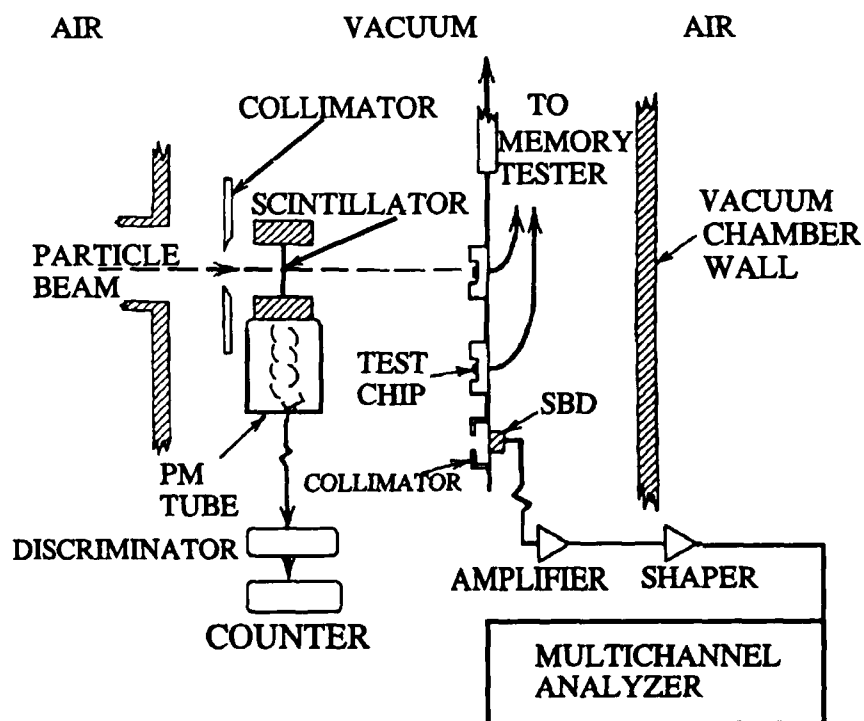 AIR
VACUUM
AIR
COLLIMATOR
TO
MEMORY
TESTER
SCINTILLATOR
VACUUM
CHAMBER
WALL
PARTICLE
BEAM
TEST
CHIP
SBD
PM
TUBE
COLLIMATOR
DISCRIMINATOR
AMPLIFIER
SHAPER
COUNTER
MULTICHANNEL
ANALYZER